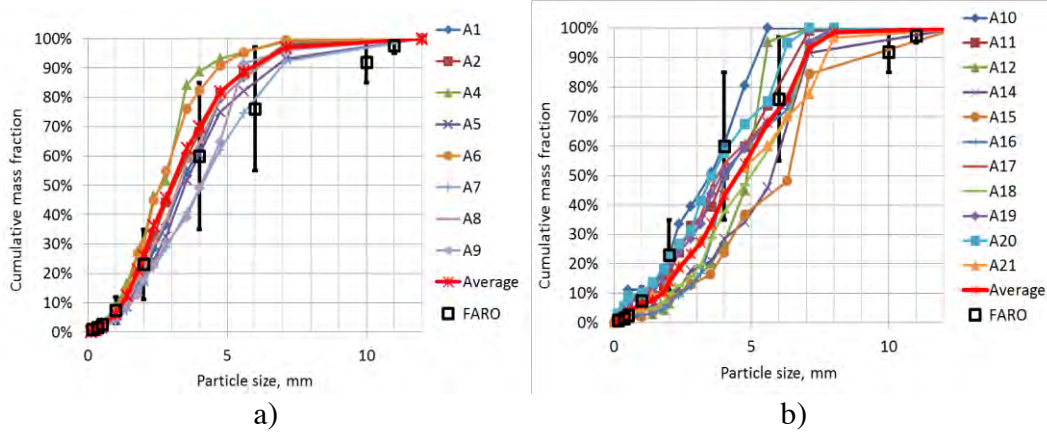 100%
90%
80%
70%
60%
50%
40%
30%
20%
10%
0%
Cumulative mass fraction
0
5
10
Particle size, mm
A1
A2
A4
A5
A6
A7
A8
A9
Average
FARO
a)
100%
90%
80%
70%
60%
50%
40%
30%
20%
10%
0%
Cumulative mass fraction
0
5
10
Particle size, mm
A10
A11
A12
A14
A15
A16
A17
A18
A19
A20
A21
Average
FARO
b)